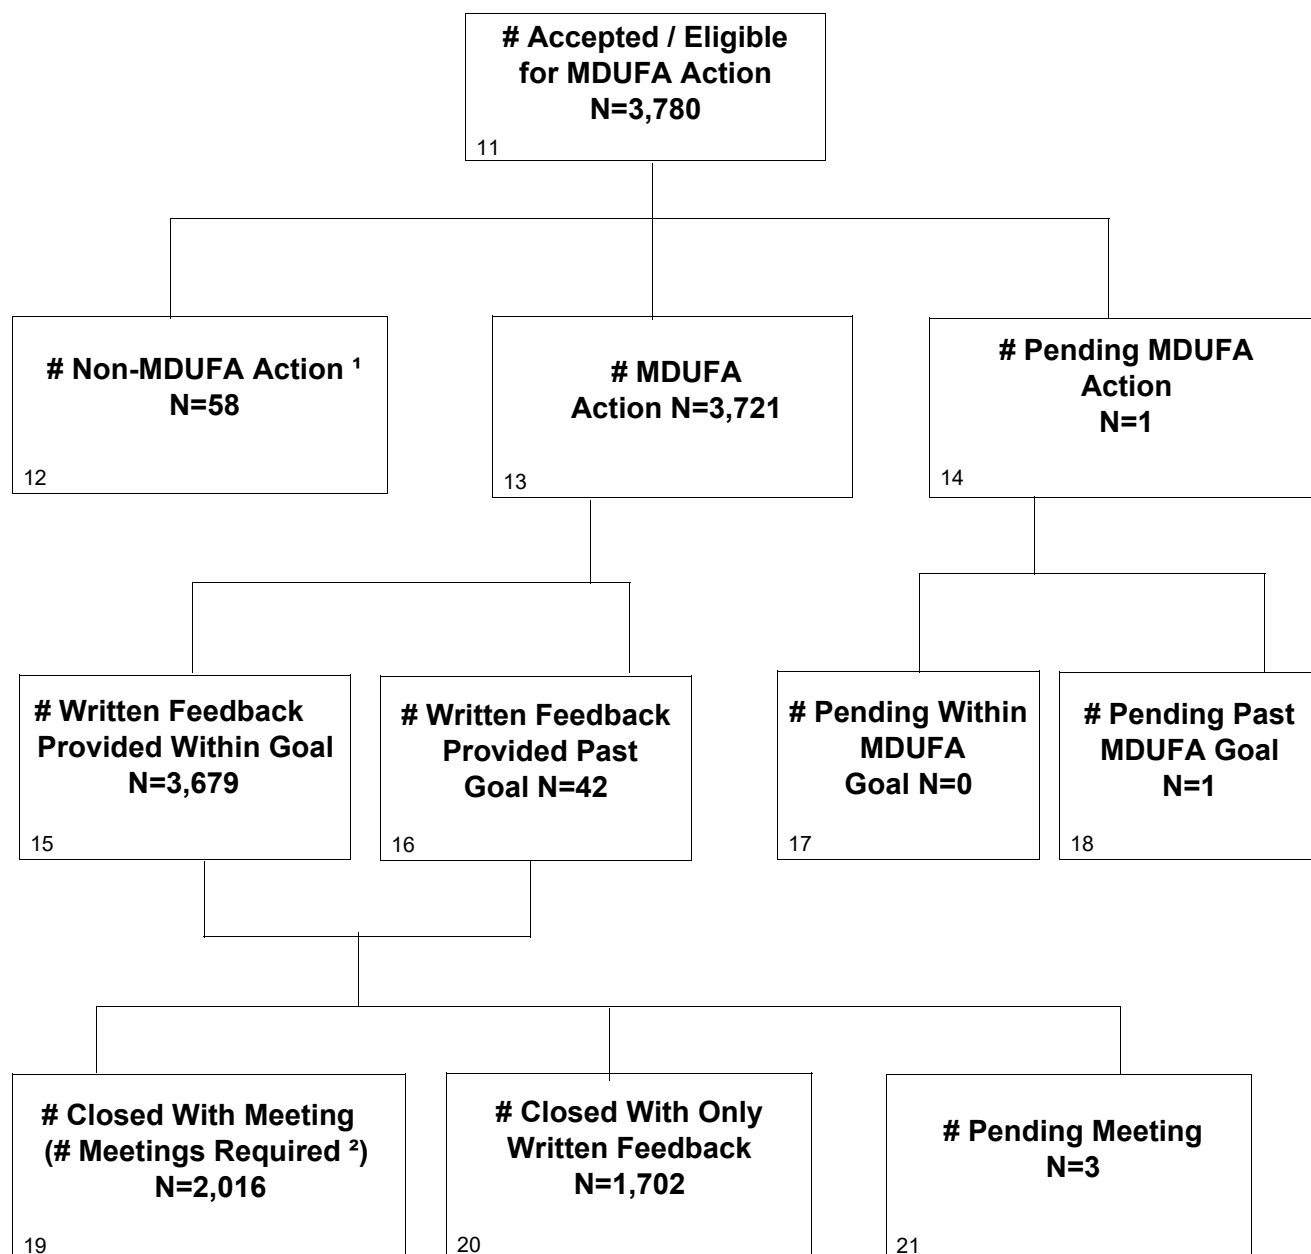 # Accepted / Eligible
for MDUFA Action
N=3,780
11
# Non-MDUFA Action ¹
N=58
12
# MDUFA
Action N=3,721
13
# Pending MDUFA
Action
N=1
14
# Written Feedback
Provided Within Goal
N=3,679
15
# Written Feedback
Provided Past
Goal N=42
16
# Pending Within
MDUFA
Goal N=0
17
# Pending Past
MDUFA Goal
N=1
18
# Closed With Meeting
(# Meetings Required ²)
N=2,016
19
# Closed With Only
Written Feedback
N=1,702
20
# Pending Meeting
N=3
21